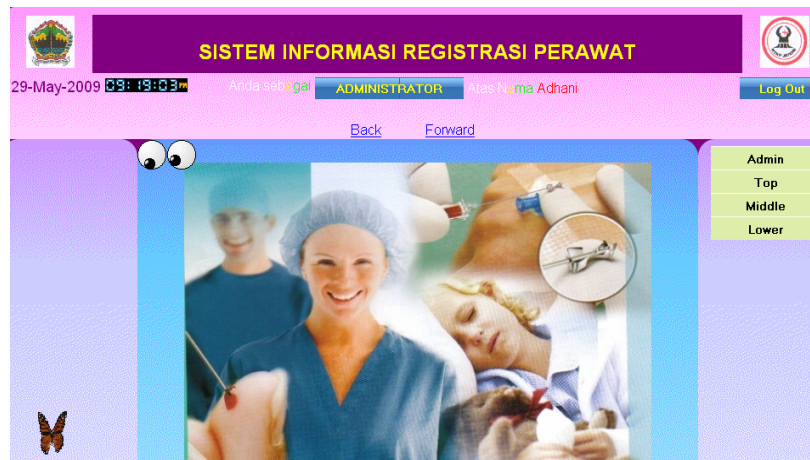 SISTEM INFORMASI REGISTRASI PERAWAT
29-May-2009 09:19:03 Anda sebagai ADMINISTRATOR Atas Nama Adhani Log Out
Back Forward
Admin
Top
Middle
Lower